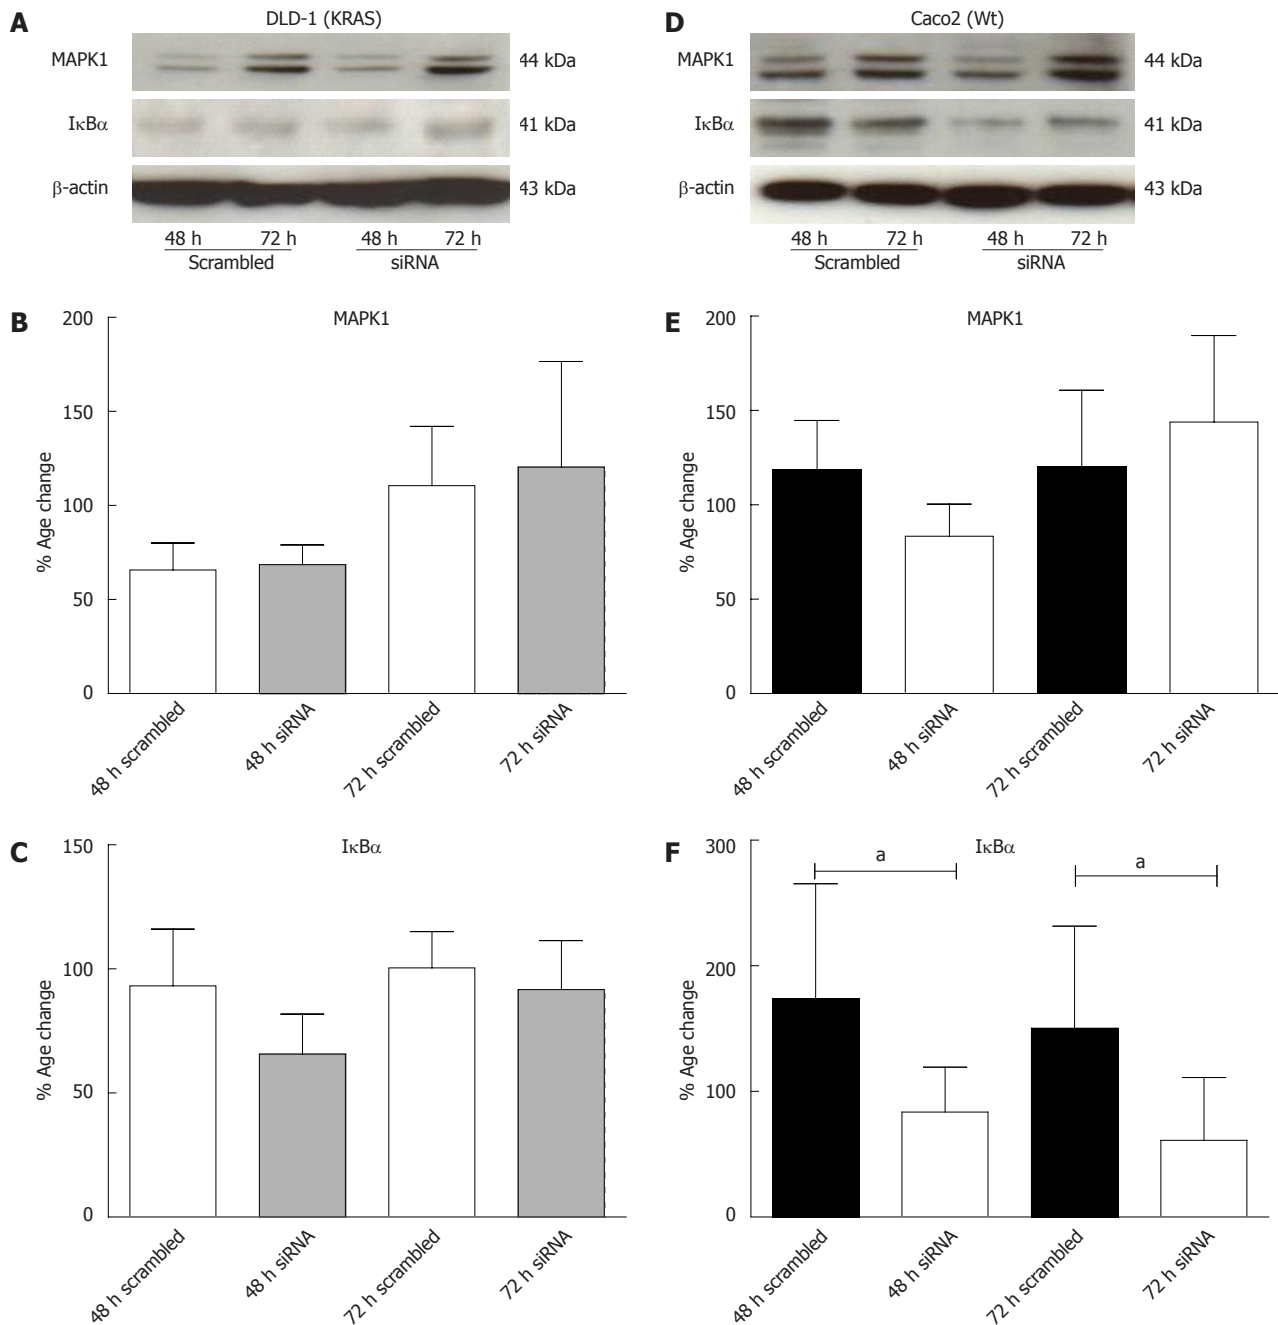 A
DLD-1 (KRAS)
MAPK1
44 kDa
IκBα
41 kDa
β-actin
43 kDa
48 h 72 h 48 h 72 h
Scrambled siRNA
D
Caco2 (Wt)
MAPK1
44 kDa
IκBα
41 kDa
β-actin
43 kDa
48 h 72 h 48 h 72 h
Scrambled siRNA
B
MAPK1
% Age change
200
150
100
50
0
48 h scrambled
48 h siRNA
72 h scrambled
72 h siRNA
E
MAPK1
% Age change
200
150
100
50
0
48 h scrambled
48 h siRNA
72 h scrambled
72 h siRNA
C
IκBα
% Age change
150
100
50
0
48 h scrambled
48 h siRNA
72 h scrambled
72 h siRNA
F
IκBα
a
a
% Age change
300
200
100
0
48 h scrambled
48 h siRNA
72 h scrambled
72 h siRNA